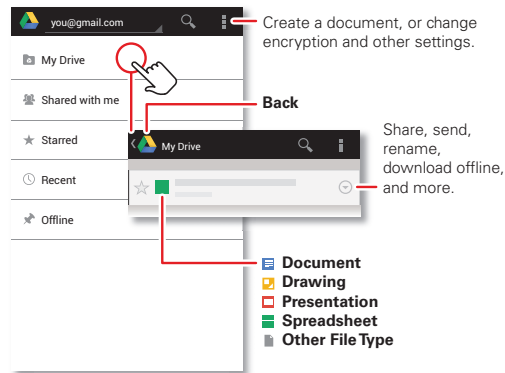 you@gmail.com
Create a document, or change
encryption and other settings.
My Drive
Shared with me
Starred
Recent
Offline
Back
My Drive
Share, send,
rename,
download offline,
and more.
Document
Drawing
Presentation
Spreadsheet
Other File Type